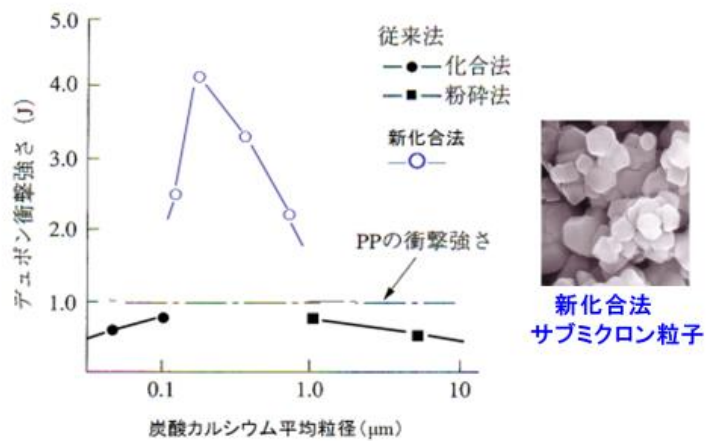 5.0
4.0
3.0
2.0
1.0
デュポン衝撃強さ (J)
従来法
化合法
粉砕法
新化合法
PPの衝撃強さ
0.1
1.0
10
炭酸カルシウム平均粒径(μm)
新化合法
サブミクロン粒子